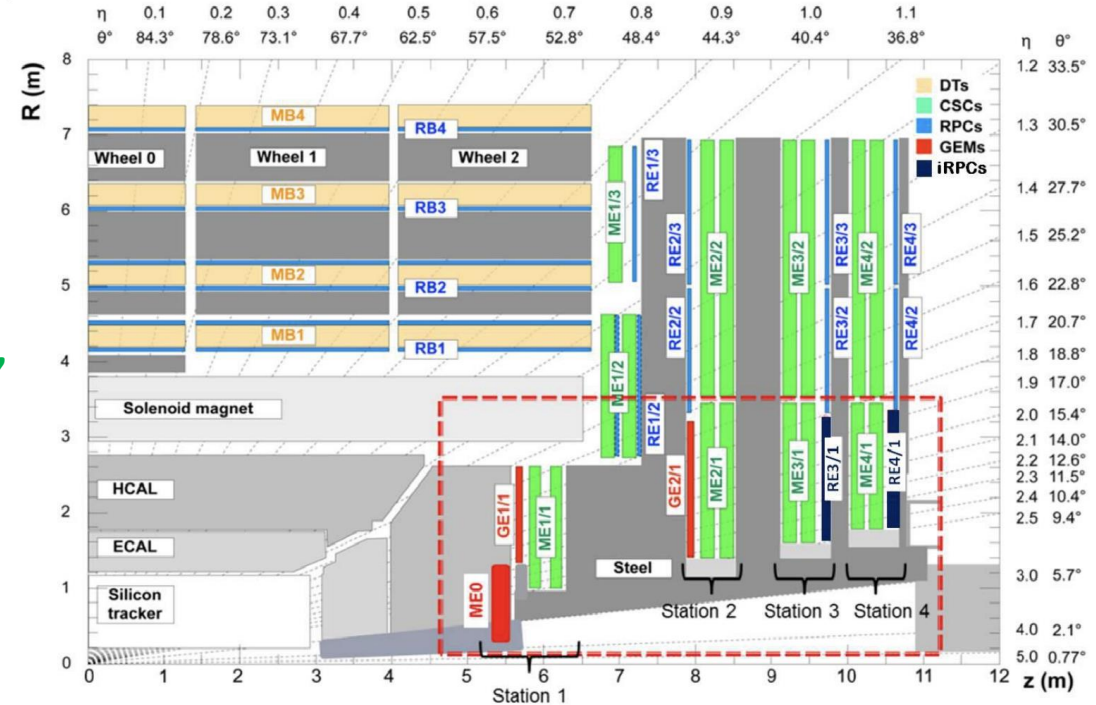 η 0.1 0.2 0.3 0.4 0.5 0.6 0.7 0.8 0.9 1.0 1.1
θ° 84.3° 78.6° 73.1° 67.7° 62.5° 57.5° 52.8° 48.4° 44.3° 40.4° 36.8° η θ°
R (m)
8
7
6
5
4
3
2
1
0
1.2 33.5°
1.3 30.5°
1.4 27.7°
1.5 25.2°
1.6 22.8°
1.7 20.7°
1.8 18.8°
1.9 17.0°
2.0 15.4°
2.1 14.0°
2.2 12.6°
2.3 11.5°
2.4 10.4°
2.5 9.4°
3.0 5.7°
4.0 2.1°
5.0 0.77°
DTs
CSCs
RPCs
GEMs
iRPCs
MB4
RB4
Wheel 0 Wheel 1 Wheel 2
MB3
RB3
MB2
RB2
MB1
RB1
Solenoid magnet
HCAL
ECAL
Silicon
tracker
ME1/3
RE1/3
RE2/3
ME2/2
ME3/2
RE3/3
ME4/2
RE4/3
ME1/2
RE1/2
RE2/2
RE3/2
RE4/2
GE1/1
ME1/1
GE2/1
ME2/1
ME3/1
RE3/1
ME4/1
RE4/1
ME0
Steel
Station 2 Station 3 Station 4
0 1 2 3 4 5 6 7 8 9 10 11 12
z (m)
Station 1